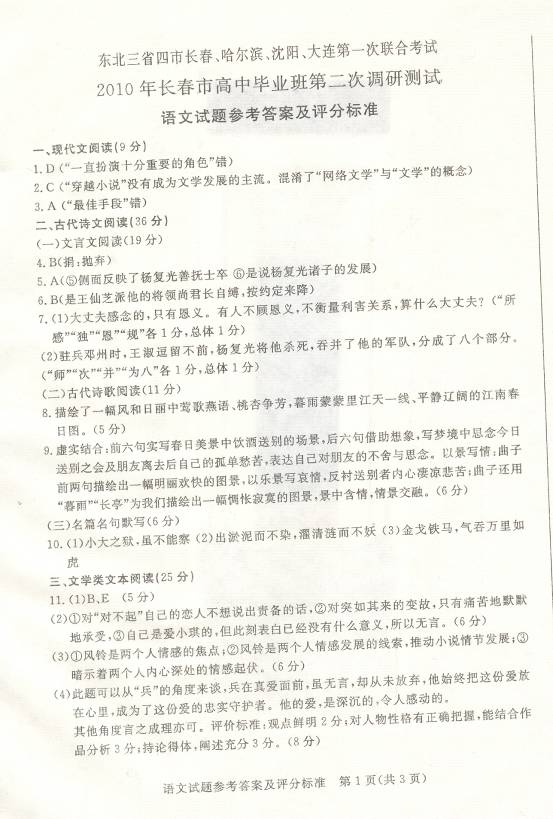 东北三省四市长春、哈尔滨、沈阳、大连第一次联合考试
2010年长春市高中毕业班第二次调研测试
语文试题参考答案及评分标准
一、现代文阅读(9分)
1.D(“一直扮演十分重要的角色”错)
2.C(“穿越小说”没有成为文学发展的主流。混淆了“网络文学”与“文学”的概念)
3.A(“最佳手段”错)
二、古代诗文阅读(36分)
(一)文言文阅读(19分)
4.B(捐:抛弃)
5.A(⑤侧面反映了杨复光善抚士卒 ⑥是说杨复光诸子的发展)
6.B(是王仙芝派他的将领尚君长自缚,按约定来降)
7.(1)大丈夫感念的,只有恩义。有人不顾恩义,不衡量利害关系,算什么大丈夫?(“所
感”“独”“恩”“规”各1分,总体1分)
(2)驻兵邓州时,王淑逗留不前,杨复光将他杀死,吞并了他的军队,分成了八个部分。
(“师”“次”“并”“为八”各1分,总体1分)
(二)古代诗歌阅读(11分)
8.描绘了一幅风和日丽中莺歌燕语、桃杏争芳,暮雨蒙蒙里江天一线、平静辽阔的江南春
日图。(5分)
9.虚实结合:前六句实写春日美景中饮酒送别的场景,后六句借助想象,写梦境中思念今日
送别之会及朋友离去后自己的孤单愁苦,表达自己对朋友的不舍与思念。以景写情:曲子
前两句描绘出一幅明丽欢快的图景,以乐景写哀情,反衬送别者内心凄凉悲苦;曲子还用
“暮雨”“长亭”为我们描绘出一幅惆怅寂寞的图景,景中含情,情景交融。(6分)
(三)名篇名句默写(6分)
10.(1)小大之狱,虽不能察 (2)出淤泥而不染,濯清涟而不妖 (3)金戈铁马,气吞万里如
虎
三、文学类文本阅读(25分)
11.(1)B、E (5分)
(2)①对“对不起”自己的恋人不想说出责备的话,②对突如其来的变故,只有痛苦地默默
地承受,③自己是爱小琪的,但此刻表白已经没有什么意义,所以无言。(6分)
(3)①风铃是两个人情感的焦点;②风铃是两个人情感发展的线索,推动小说情节发展;③
暗示着两个人内心深处的情感起伏。(6分)
(4)此题可以从“兵”的角度来谈,兵在真爱面前,虽无言,却从未放弃,他始终把这份爱放
在心里,成为了这份爱的忠实守护者。他的爱,是深沉的,令人感动的。
其他角度言之成理亦可。评价标准:观点鲜明2分;对人物性格有正确把握,能结合作
品分析3分;持论得体,阐述充分3分。(8分)
语文试题参考答案及评分标准 第1页(共3页)